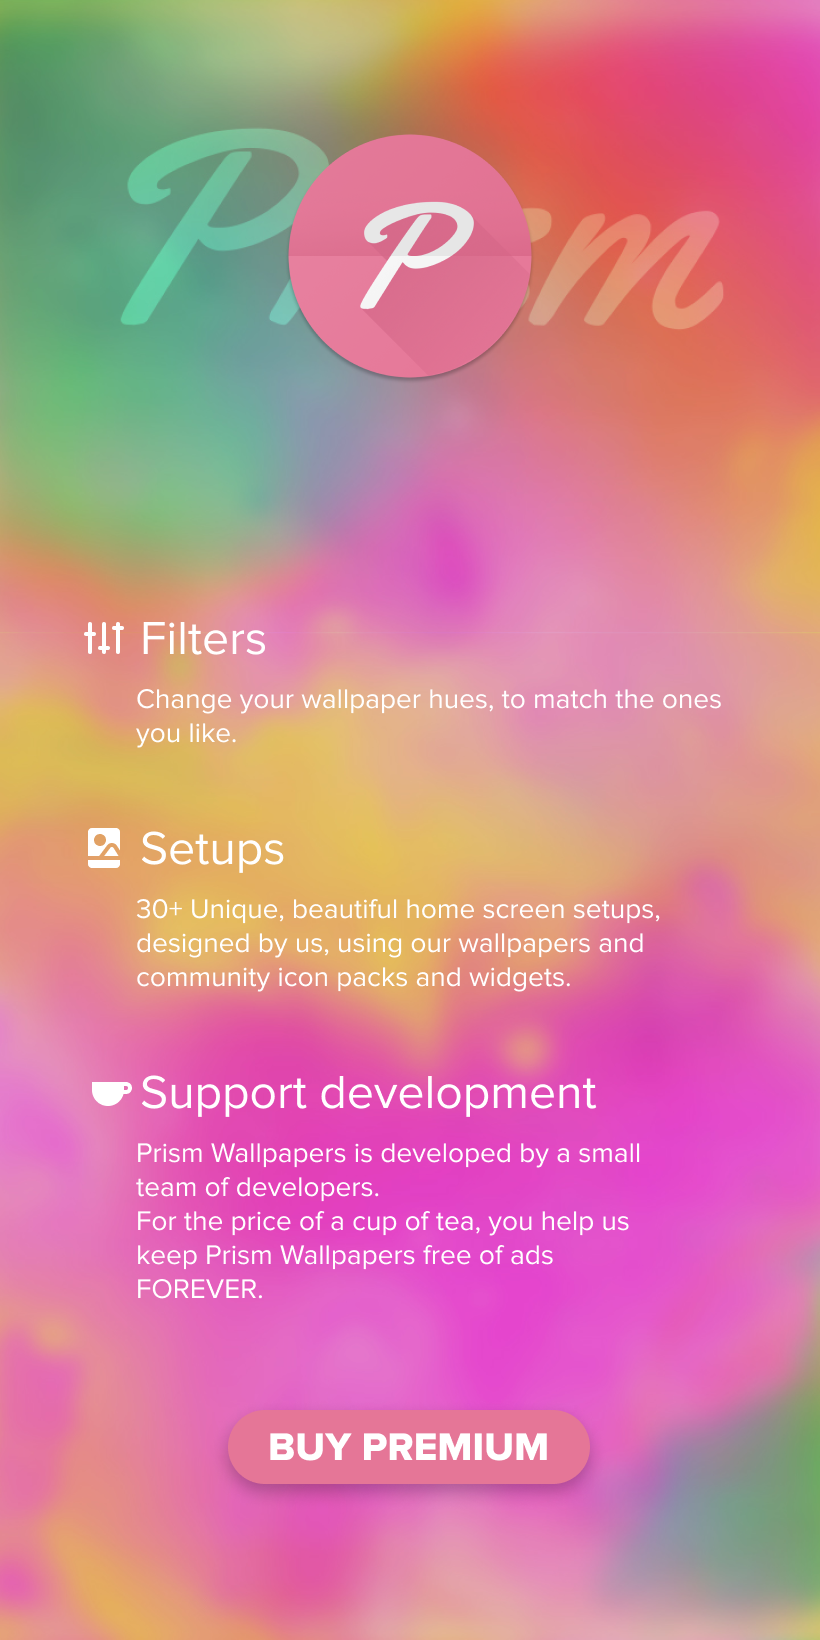 Prism
P
Filters
Change your wallpaper hues, to match the ones
you like.
Setups
30+ Unique, beautiful home screen setups,
designed by us, using our wallpapers and
community icon packs and widgets.
Support development
Prism Wallpapers is developed by a small
team of developers.
For the price of a cup of tea, you help us
keep Prism Wallpapers free of ads
FOREVER.
BUY PREMIUM